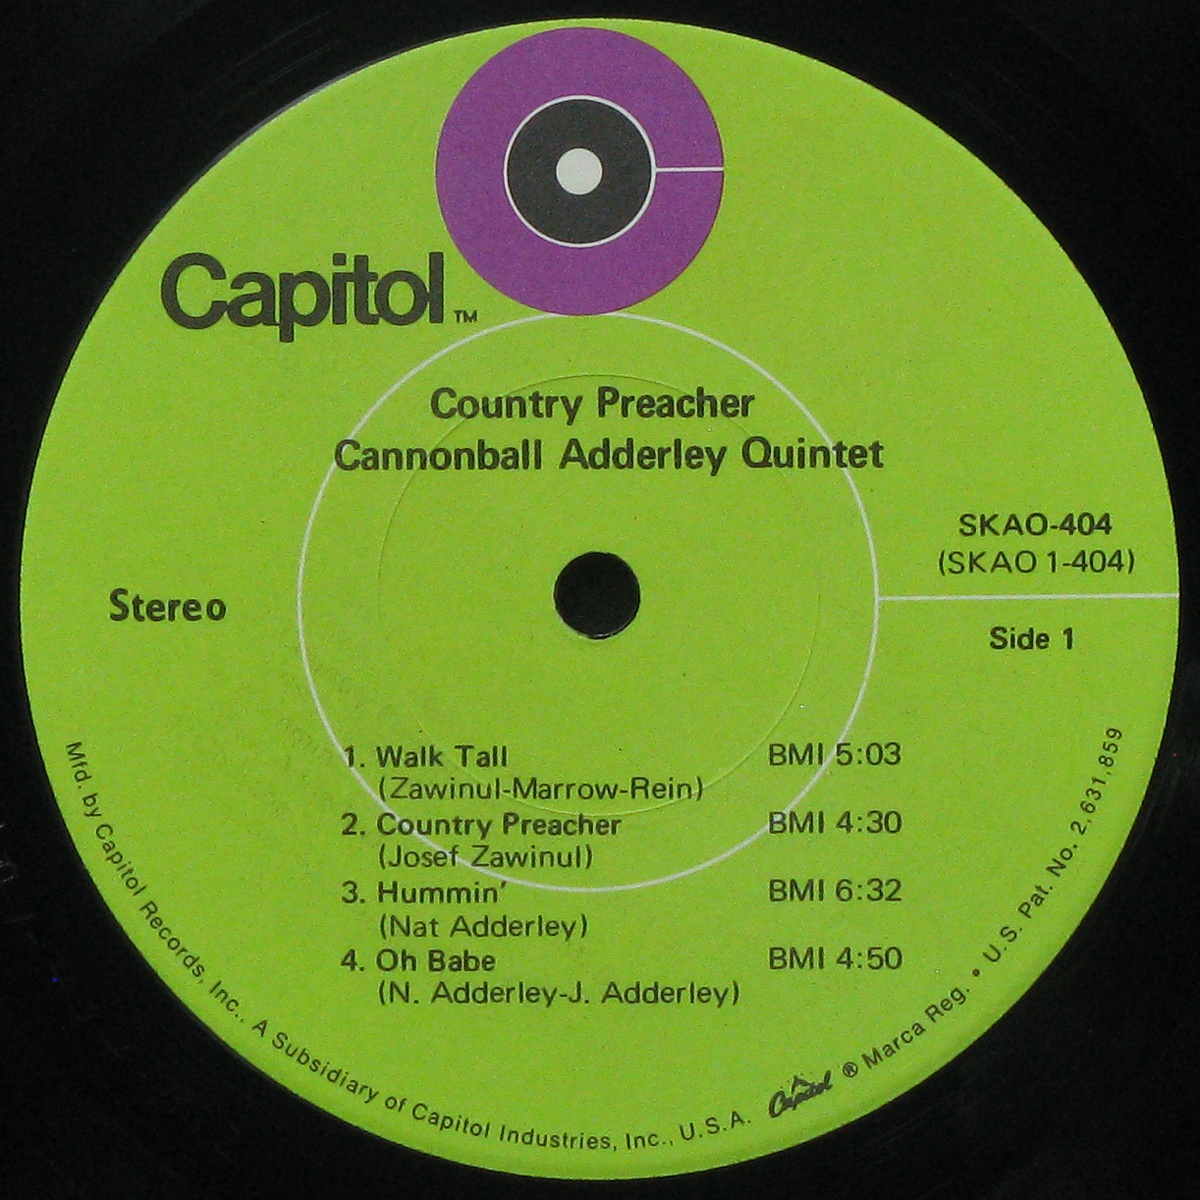 Capitol™
Country Preacher
Cannonball Adderley Quintet
SKAO-404
(SKAO 1-404)
Stereo
Side 1
1. Walk Tall BMI 5:03
(Zawinul-Marrow-Rein)
2. Country Preacher BMI 4:30
(Josef Zawinul)
3. Hummin' BMI 6:32
(Nat Adderley)
4. Oh Babe BMI 4:50
(N. Adderley-J. Adderley)
Mfd. by Capitol Records, Inc., A Subsidiary of Capitol Industries, Inc., U.S.A. Capitol ® Marca Reg. • U.S. Pat. No. 2,631,859